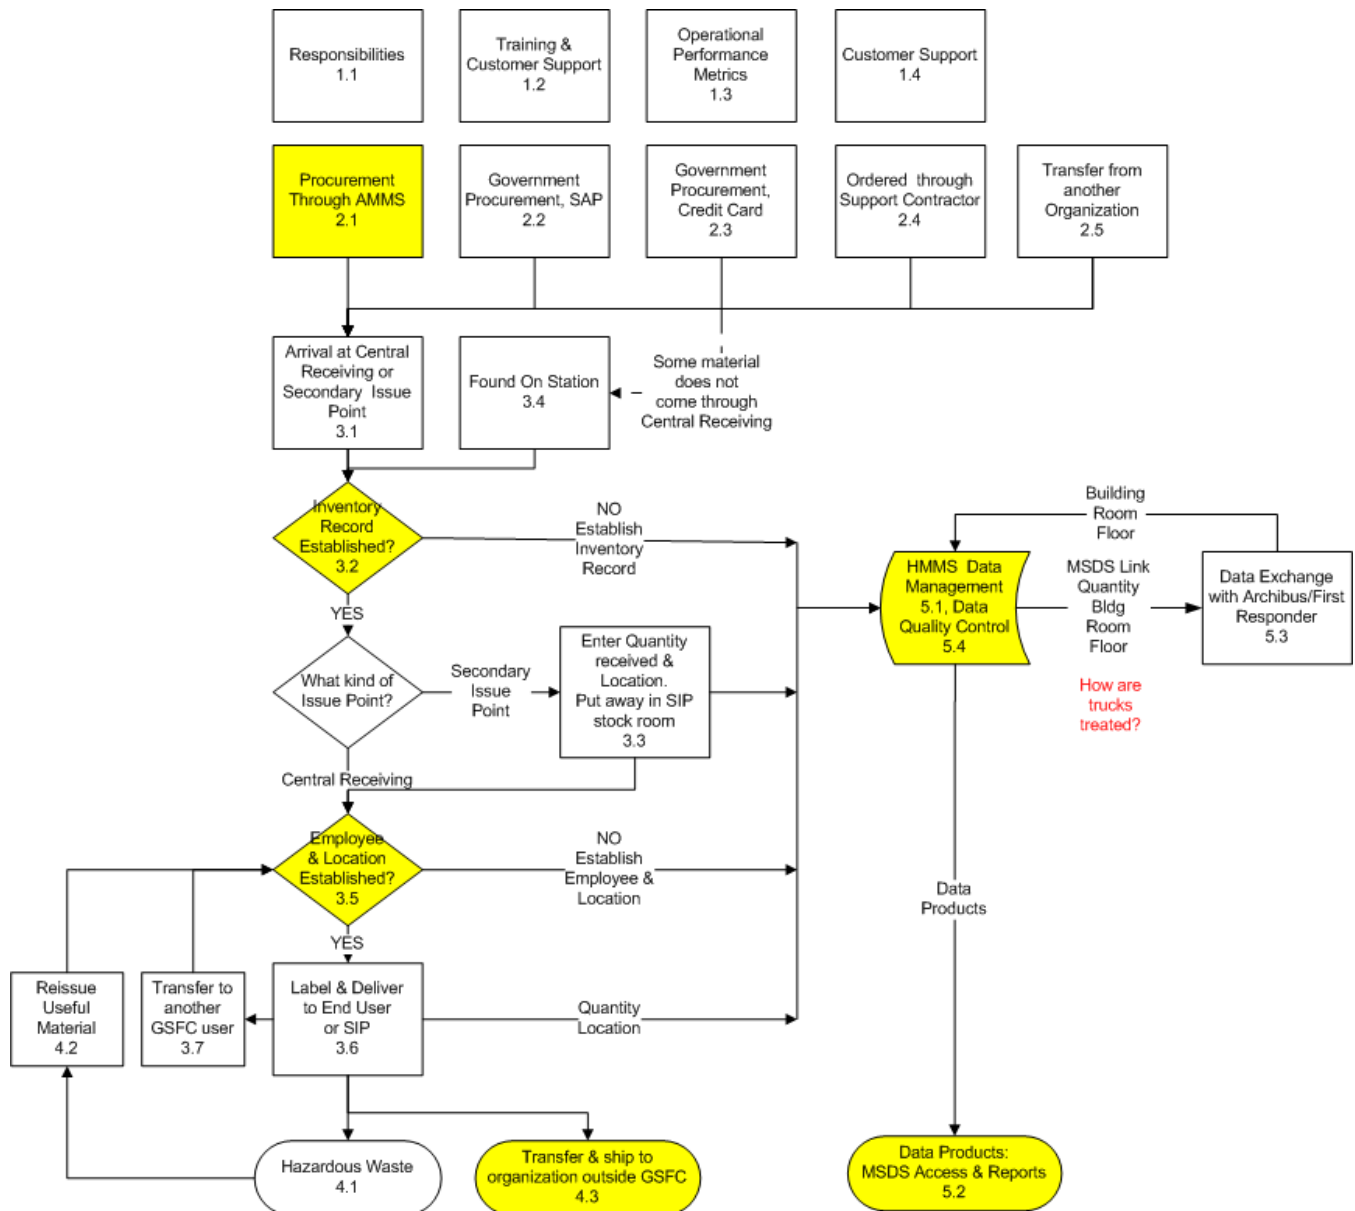 Responsibilities
1.1
Training &
Customer Support
1.2
Operational
Performance
Metrics
1.3
Customer Support
1.4
Procurement
Through AMMS
2.1
Government
Procurement, SAP
2.2
Government
Procurement,
Credit Card
2.3
Ordered through
Support Contractor
2.4
Transfer from
another
Organization
2.5
Arrival at Central
Receiving or
Secondary Issue
Point
3.1
Found On Station
3.4
Some material
does not
come through
Central Receiving
Inventory
Record
Established?
3.2
NO
Establish
Inventory
Record
YES
What kind of
Issue Point?
Secondary
Issue
Point
Enter Quantity
received &
Location.
Put away in SIP
stock room
3.3
Central Receiving
HMMS Data
Management
5.1, Data
Quality Control
5.4
Building
Room
Floor
MSDS Link
Quantity
Bldg
Room
Floor
Data Exchange
with Archibus/First
Responder
5.3
How are
trucks
treated?
Employee
& Location
Established?
3.5
NO
Establish
Employee &
Location
YES
Data
Products
Reissue
Useful
Material
4.2
Transfer to
another
GSFC user
3.7
Label & Deliver
to End User
or SIP
3.6
Quantity
Location
Hazardous Waste
4.1
Transfer & ship to
organization outside GSFC
4.3
Data Products:
MSDS Access & Reports
5.2